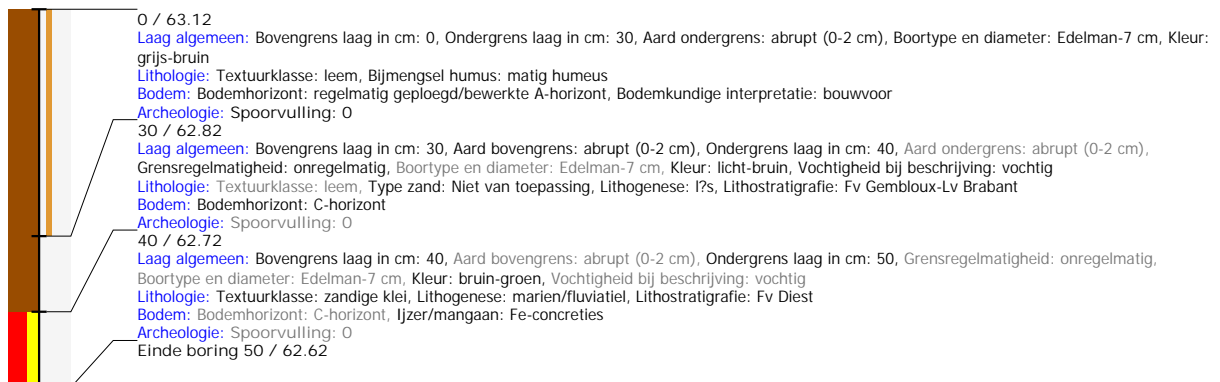 0 / 63.12
Laag algemeen: Bovengrens laag in cm: 0, Ondergrens laag in cm: 30, Aard ondergrens: abrupt (0-2 cm), Boortype en diameter: Edelman-7 cm, Kleur:
grijs-bruin
Lithologie: Textuurklasse: leem, Bijmengsel humus: matig humeus
Bodem: Bodemhorizont: regelmatig geploegd/bewerkte A-horizont, Bodemkundige interpretatie: bouwvoor
Archeologie: Spoorvulling: 0
30 / 62.82
Laag algemeen: Bovengrens laag in cm: 30, Aard bovengrens: abrupt (0-2 cm), Ondergrens laag in cm: 40, Aard ondergrens: abrupt (0-2 cm),
Grensregelmatigheid: onregelmatig, Boortype en diameter: Edelman-7 cm, Kleur: licht-bruin, Vochtigheid bij beschrijving: vochtig
Lithologie: Textuurklasse: leem, Type zand: Niet van toepassing, Lithogenese: l?s, Lithostratigrafie: Fv Gembloux-Lv Brabant
Bodem: Bodemhorizont: C-horizont
Archeologie: Spoorvulling: 0
40 / 62.72
Laag algemeen: Bovengrens laag in cm: 40, Aard bovengrens: abrupt (0-2 cm), Ondergrens laag in cm: 50, Grensregelmatigheid: onregelmatig,
Boortype en diameter: Edelman-7 cm, Kleur: bruin-groen, Vochtigheid bij beschrijving: vochtig
Lithologie: Textuurklasse: zandige klei, Lithogenese: marien/fluviatiel, Lithostratigrafie: Fv Diest
Bodem: Bodemhorizont: C-horizont, Ijzer/mangaan: Fe-concreties
Archeologie: Spoorvulling: 0
Einde boring 50 / 62.62